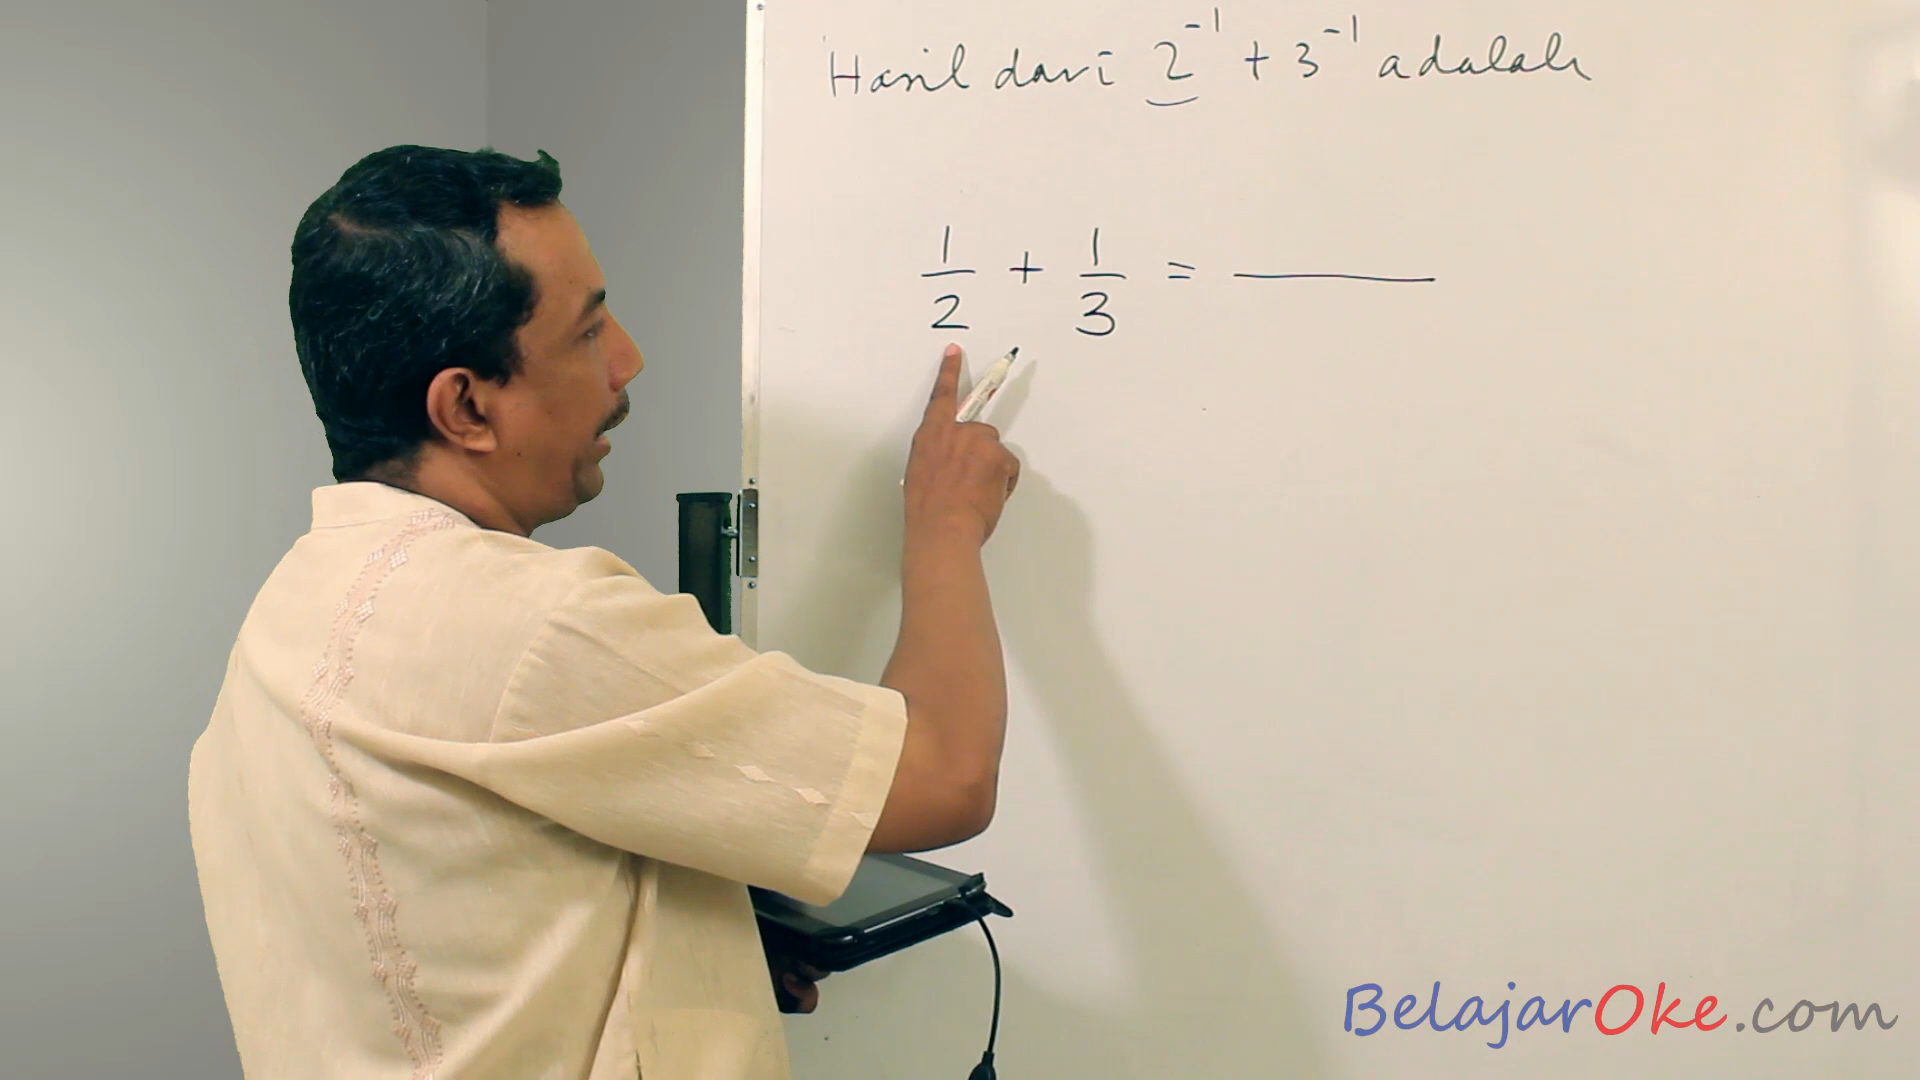 Hasil dari 2⁻¹ + 3⁻¹ adalah
1/2 + 1/3 = ____
BelajarOke.com